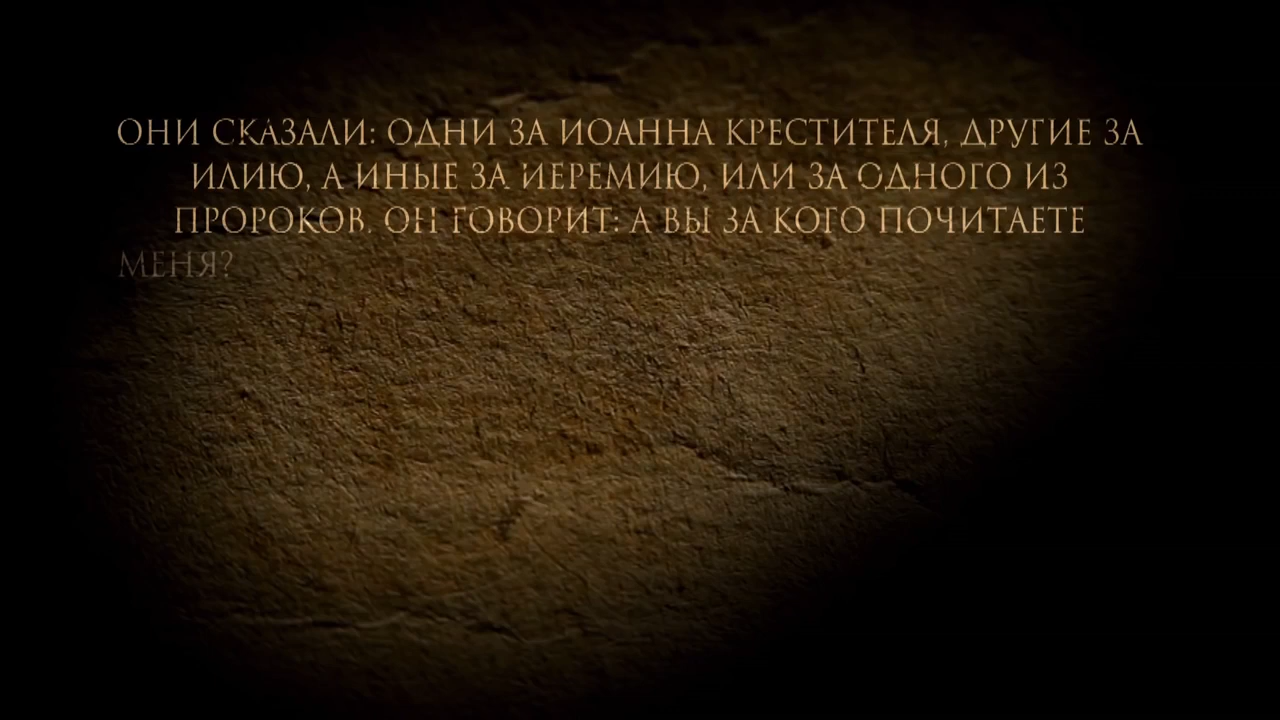 ОНИ СКАЗАЛИ: ОДНИ ЗА ИОАННА КРЕСТИТЕЛЯ, ДРУГИЕ ЗА
ИЛИЮ, А ИНЫЕ ЗА ИЕРЕМИЮ, ИЛИ ЗА ОДНОГО ИЗ
ПРОРОКОВ. ОН ГОВОРИТ: А ВЫ ЗА КОГО ПОЧИТАЕТЕ
МЕНЯ?